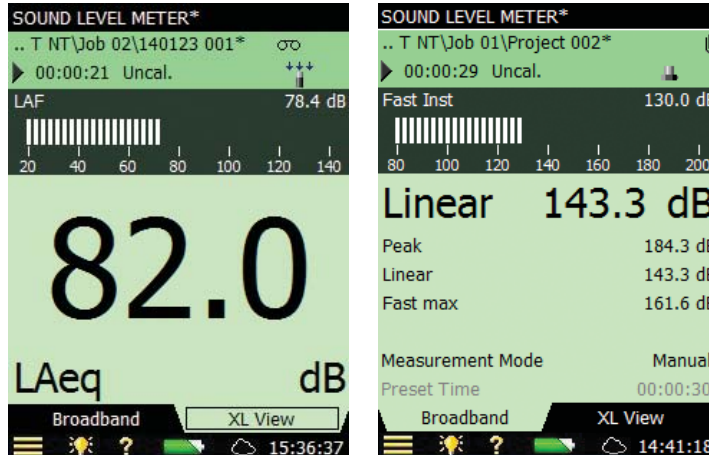 SOUND LEVEL METER*
.. T NT\Job 02\140123 001*
00:00:21 Uncal.
LAF 78.4 dB
20 40 60 80 100 120 140
82.0
LAeq dB
Broadband XL View
? 15:36:37
SOUND LEVEL METER*
.. T NT\Job 01\Project 002*
00:00:29 Uncal.
Fast Inst 130.0 dB
80 100 120 140 160 180 200
Linear 143.3 dB
Peak 184.3 dB
Linear 143.3 dB
Fast max 161.6 dB
Measurement Mode Manual
Preset Time 00:00:30
Broadband XL View
? 14:41:18